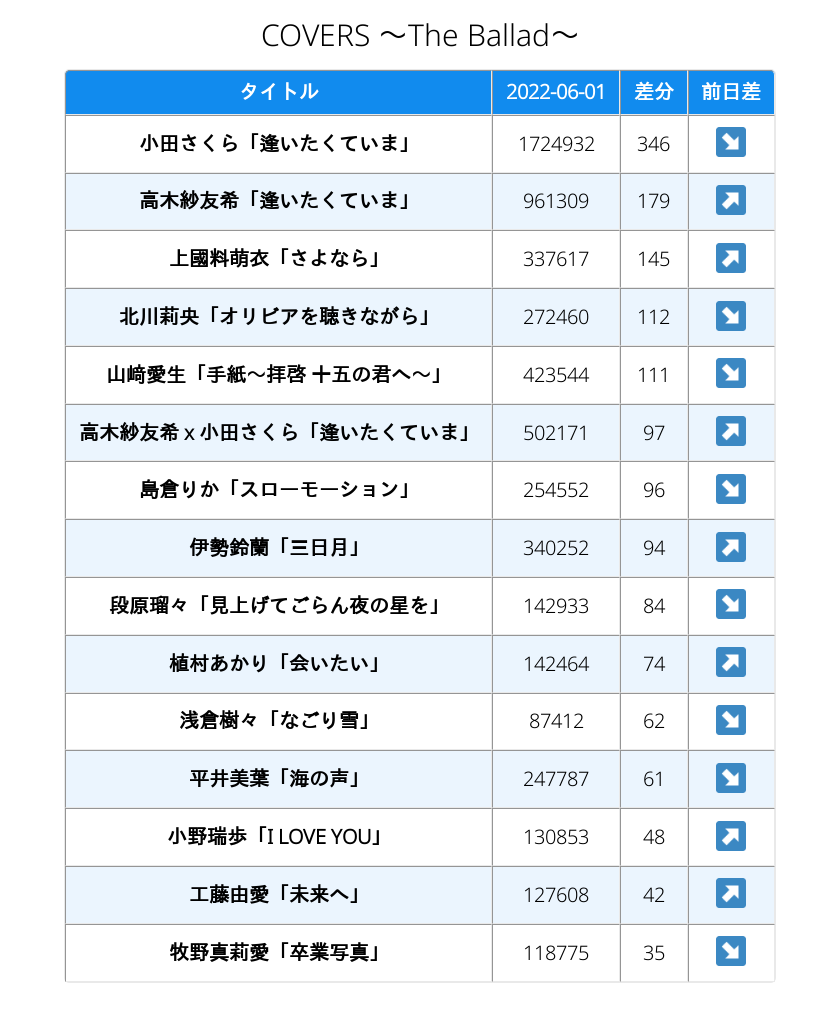 COVERS ～The Ballad～
タイトル 2022-06-01 差分 前日差
小田さくら「逢いたくていま」 1724932 346 ↘
高木紗友希「逢いたくていま」 961309 179 ↗
上國料萌衣「さよなら」 337617 145 ↗
北川莉央「オリビアを聴きながら」 272460 112 ↘
山﨑愛生「手紙～拝啓 十五の君へ～」 423544 111 ↘
高木紗友希 x 小田さくら「逢いたくていま」 502171 97 ↗
島倉りか「スローモーション」 254552 96 ↘
伊勢鈴蘭「三日月」 340252 94 ↗
段原瑠々「見上げてごらん夜の星を」 142933 84 ↘
植村あかり「会いたい」 142464 74 ↗
浅倉樹々「なごり雪」 87412 62 ↘
平井美葉「海の声」 247787 61 ↘
小野瑞歩「I LOVE YOU」 130853 48 ↗
工藤由愛「未来へ」 127608 42 ↗
牧野真莉愛「卒業写真」 118775 35 ↘